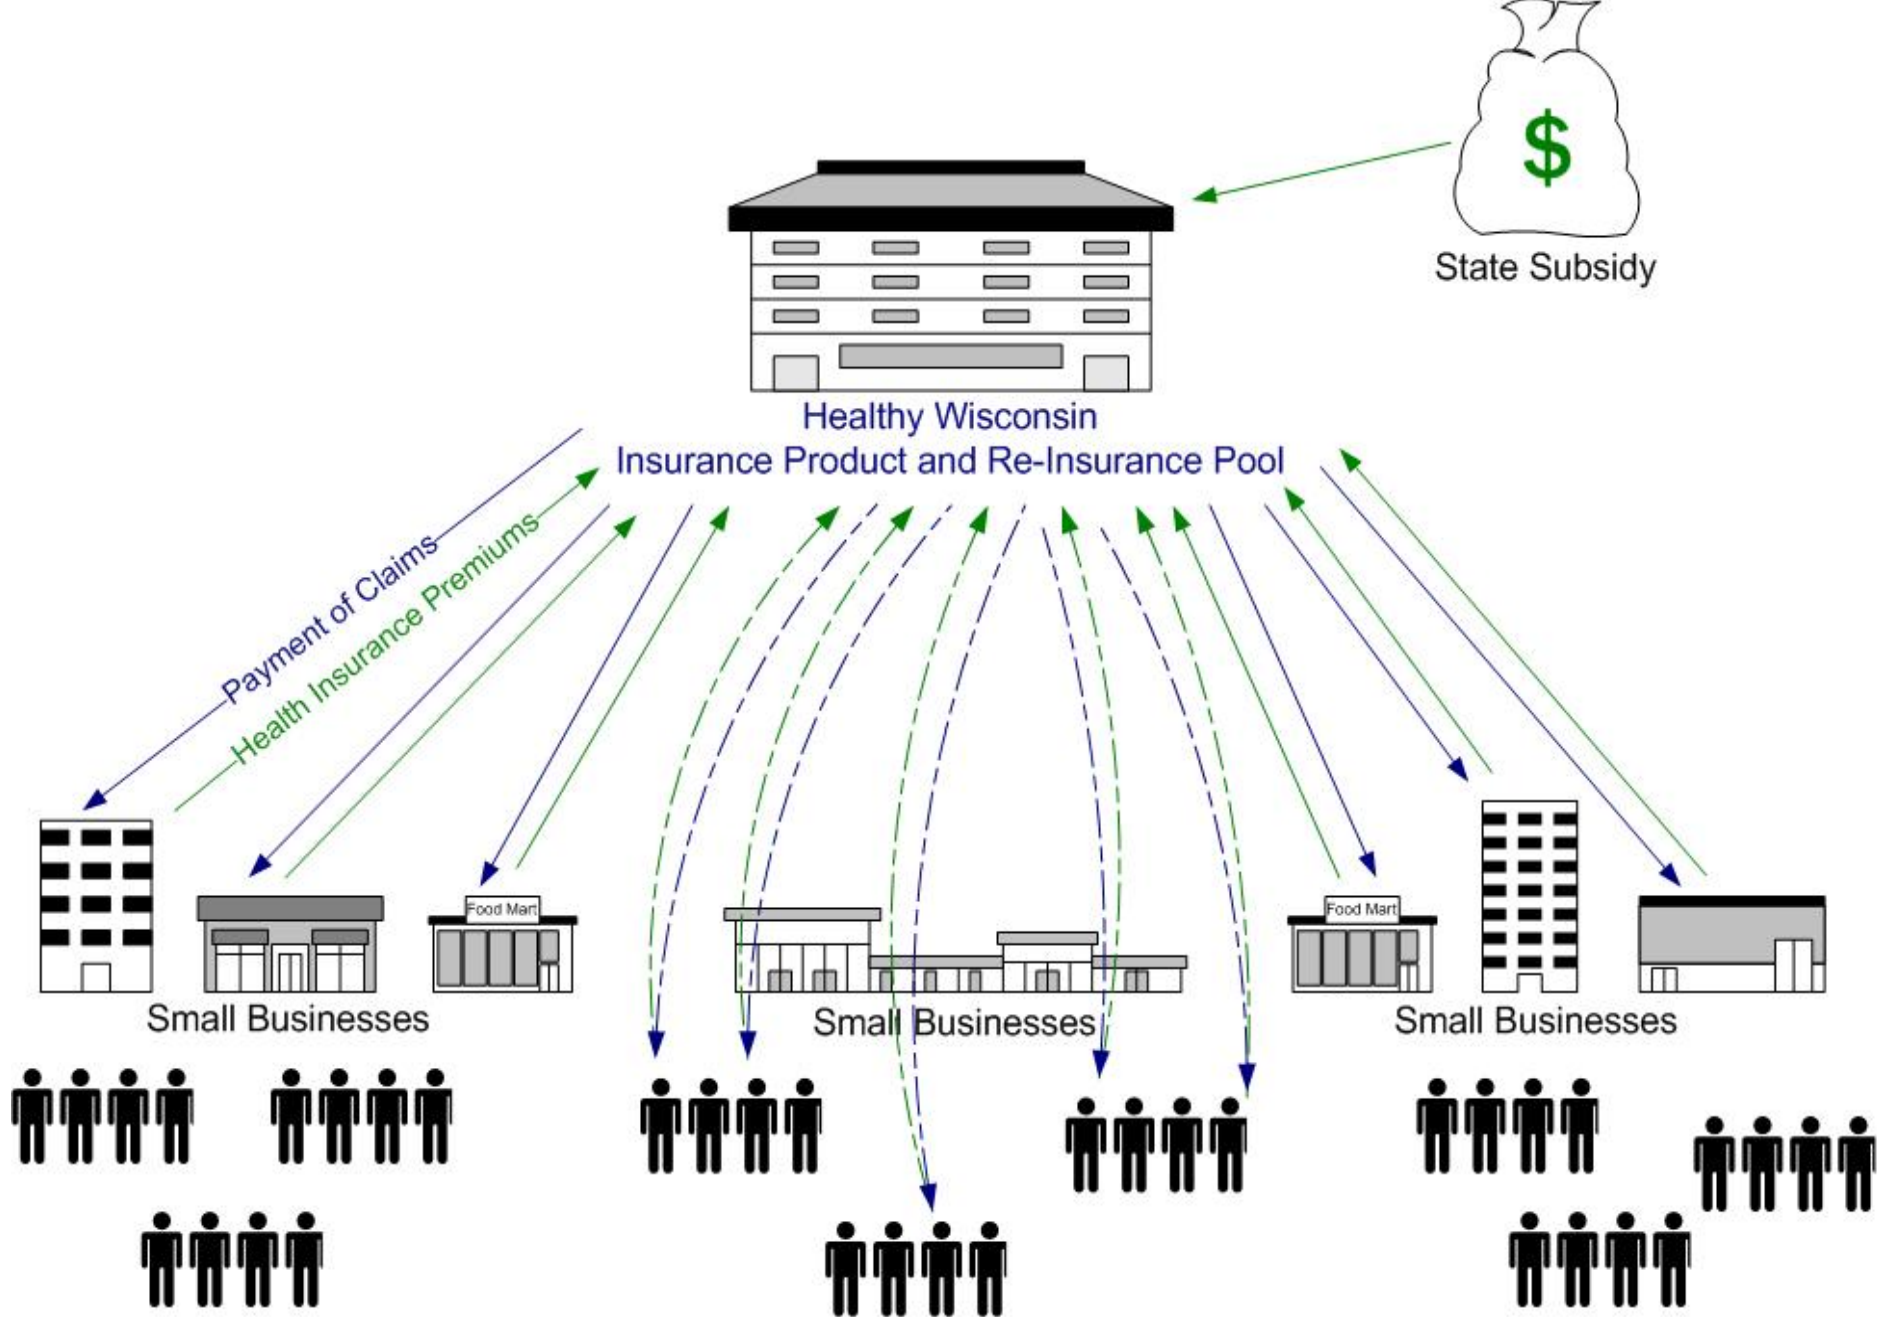 $
State Subsidy
Healthy Wisconsin
Insurance Product and Re-Insurance Pool
Payment of Claims
Health Insurance Premiums
Food Mart
Food Mart
Small Businesses
Small Businesses
Small Businesses